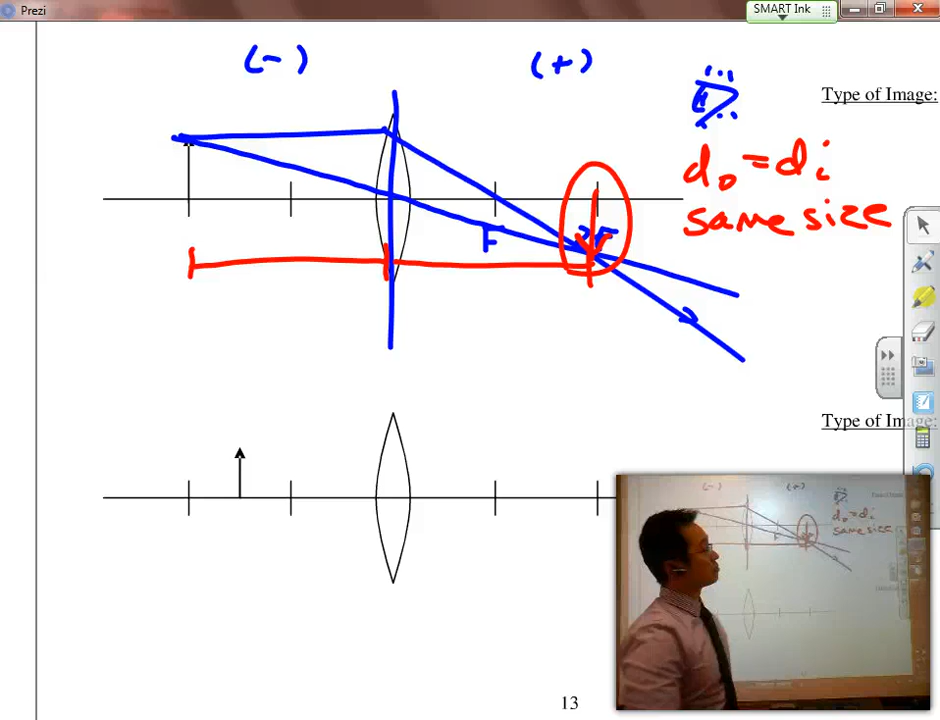 Prezi
SMART Ink
(-)
(+)
Type of Image:
do = di
same size
F
2F
Type of Image:
13